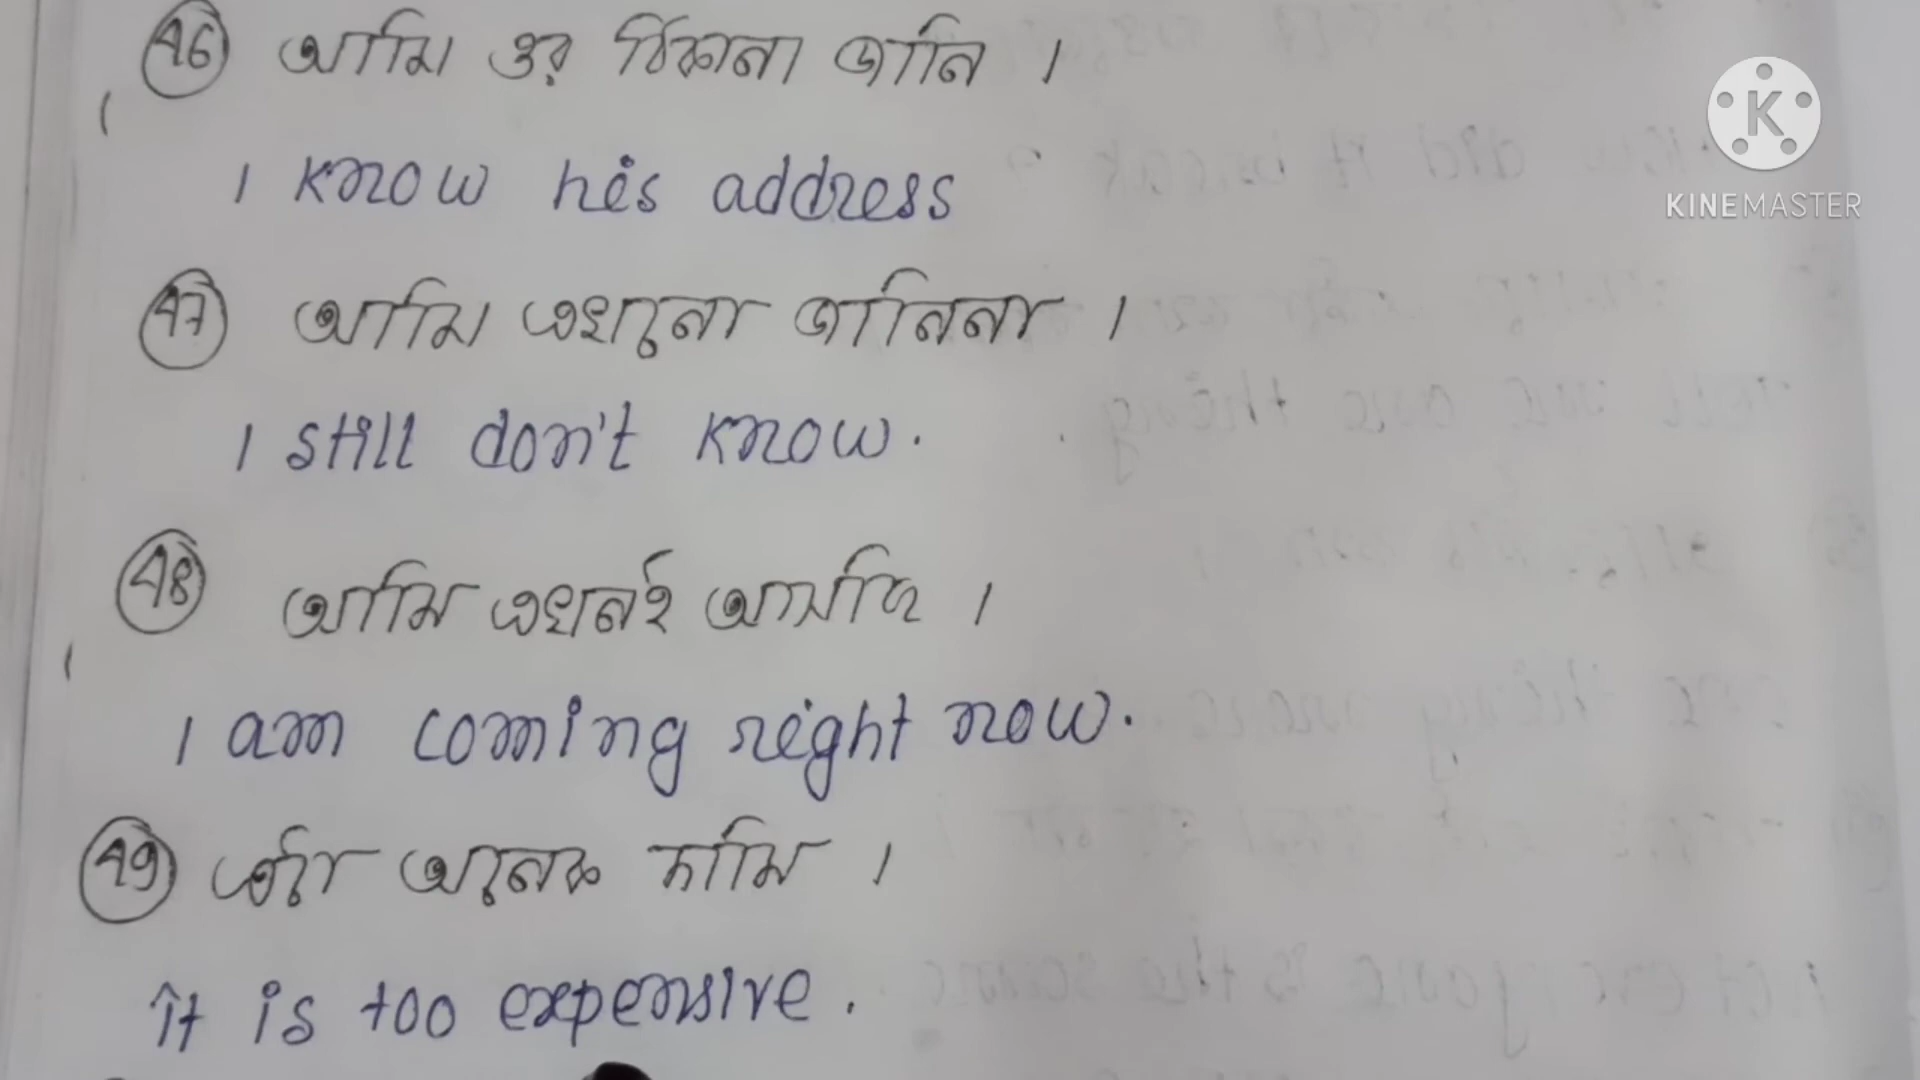 46 আমি ওর ঠিকানা জানি ।
I know his address
47 আমি এখনো জানিনা ।
I still don't know.
48 আমি এখনই আসছি ।
I am coming right now.
49 এটা অনেক দামি ।
it is too expensive.
K
KINEMASTER